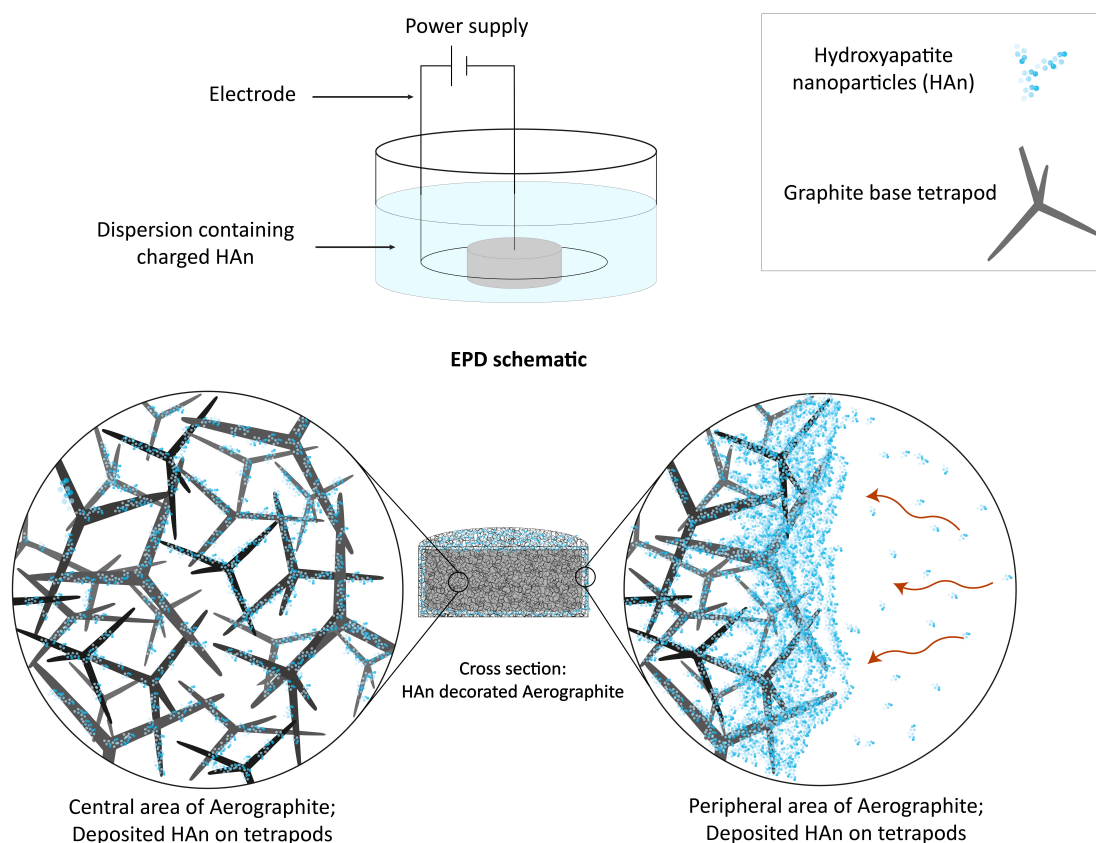 Power supply
Electrode
Dispersion containing
charged HAn
Hydroxyapatite
nanoparticles (HAn)
Graphite base tetrapod
EPD schematic
Cross section:
HAn decorated Aerographite
Central area of Aerographite;
Deposited HAn on tetrapods
Peripheral area of Aerographite;
Deposited HAn on tetrapods